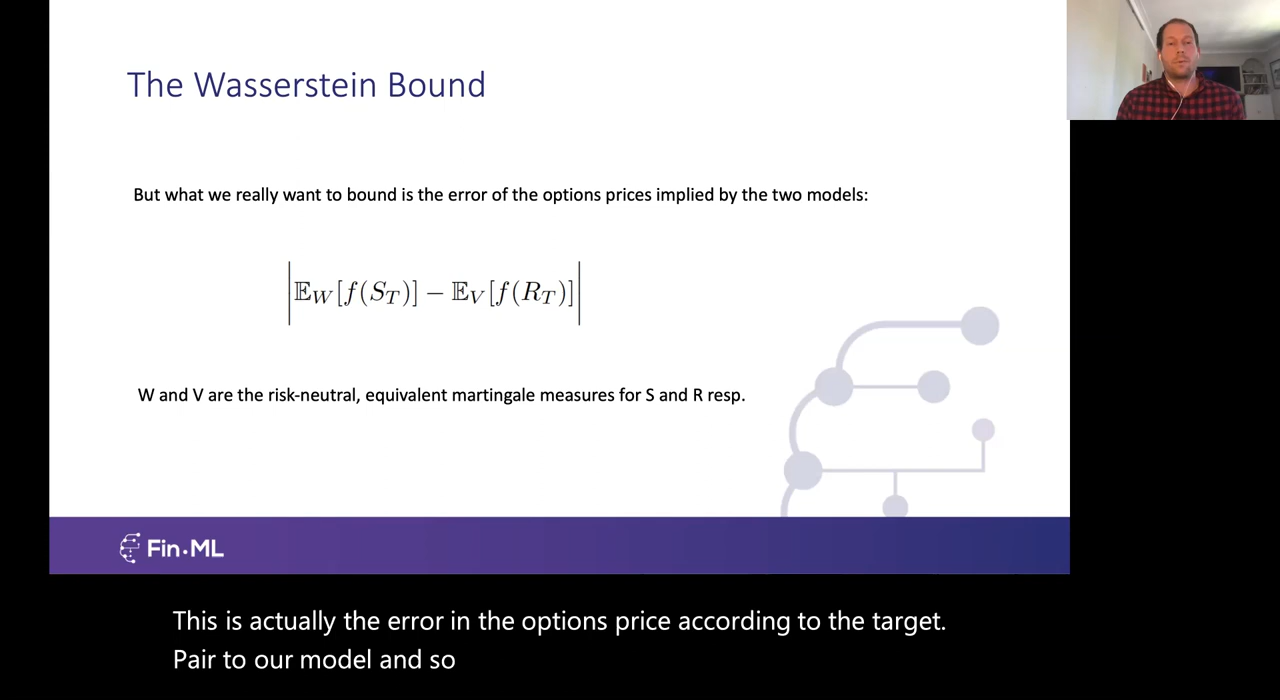 The Wasserstein Bound
But what we really want to bound is the error of the options prices implied by the two models:
|𝔼_W[f(S_T)] − 𝔼_V[f(R_T)]|
W and V are the risk-neutral, equivalent martingale measures for S and R resp.
Fin·ML
This is actually the error in the options price according to the target.
Pair to our model and so